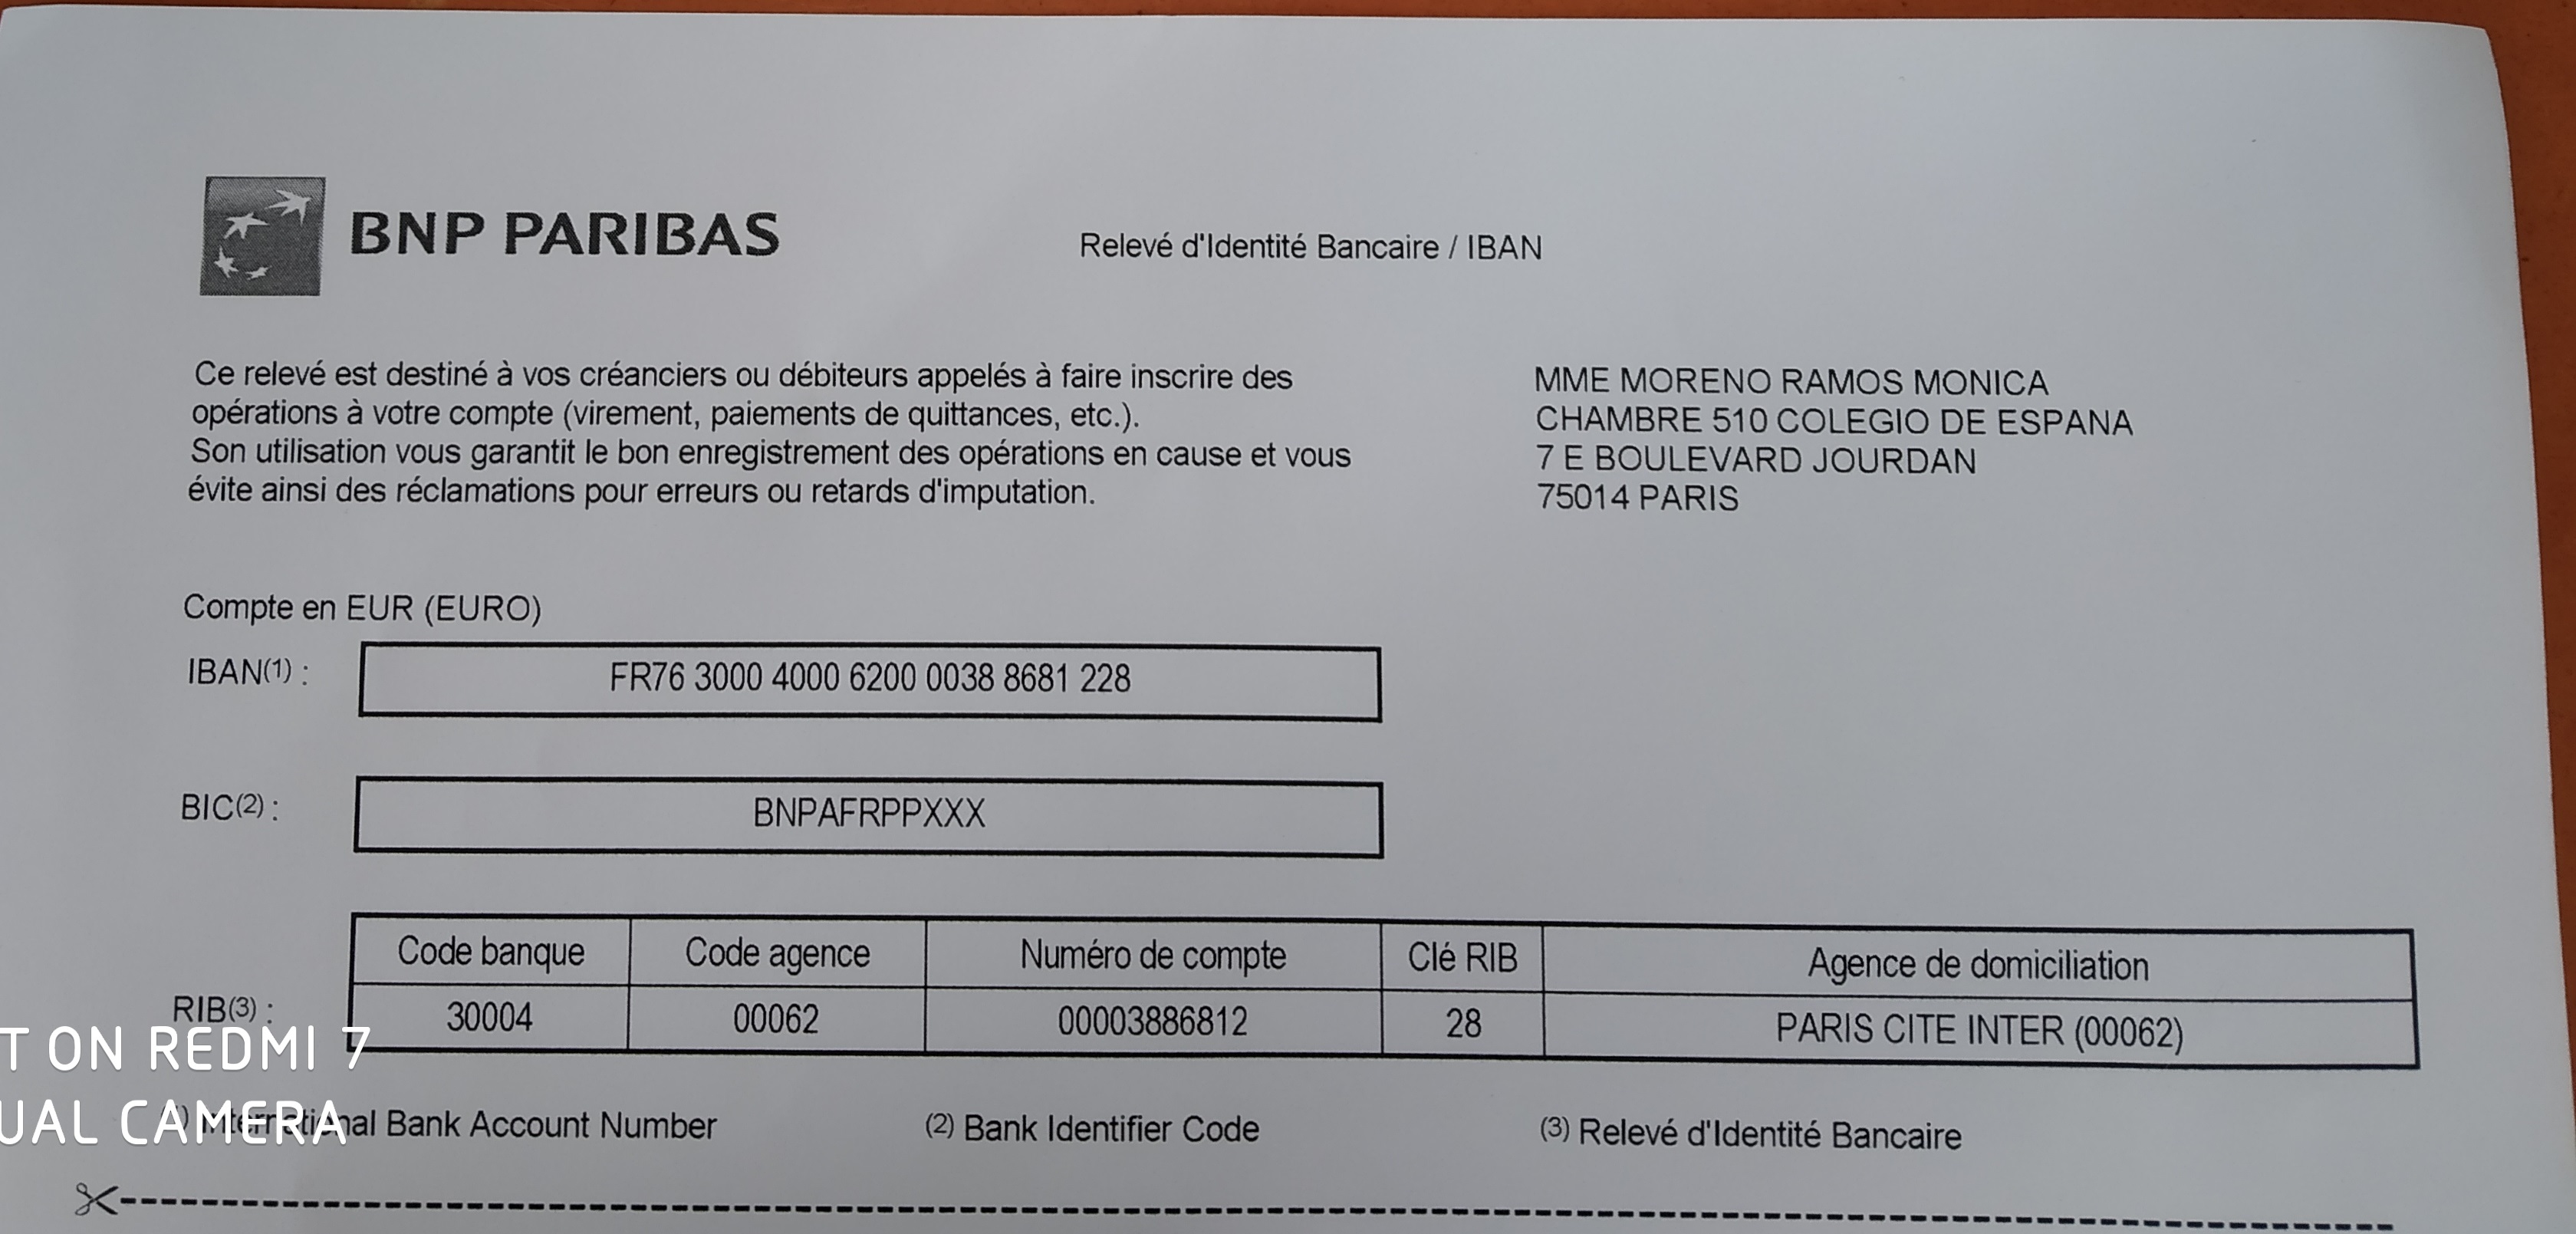 BNP PARIBAS
Relevé d'Identité Bancaire / IBAN
Ce relevé est destiné à vos créanciers ou débiteurs appelés à faire inscrire des
opérations à votre compte (virement, paiements de quittances, etc.).
Son utilisation vous garantit le bon enregistrement des opérations en cause et vous
évite ainsi des réclamations pour erreurs ou retards d'imputation.
MME MORENO RAMOS MONICA
CHAMBRE 510 COLEGIO DE ESPANA
7 E BOULEVARD JOURDAN
75014 PARIS
Compte en EUR (EURO)
IBAN(1) : FR76 3000 4000 6200 0038 8681 228
BIC(2) : BNPAFRPPXXX
Code banque Code agence Numéro de compte Clé RIB Agence de domiciliation
RIB(3) : 30004 00062 00003886812 28 PARIS CITE INTER (00062)
T ON REDMI 7
UAL CAMERA
(1) International Bank Account Number (2) Bank Identifier Code (3) Relevé d'Identité Bancaire